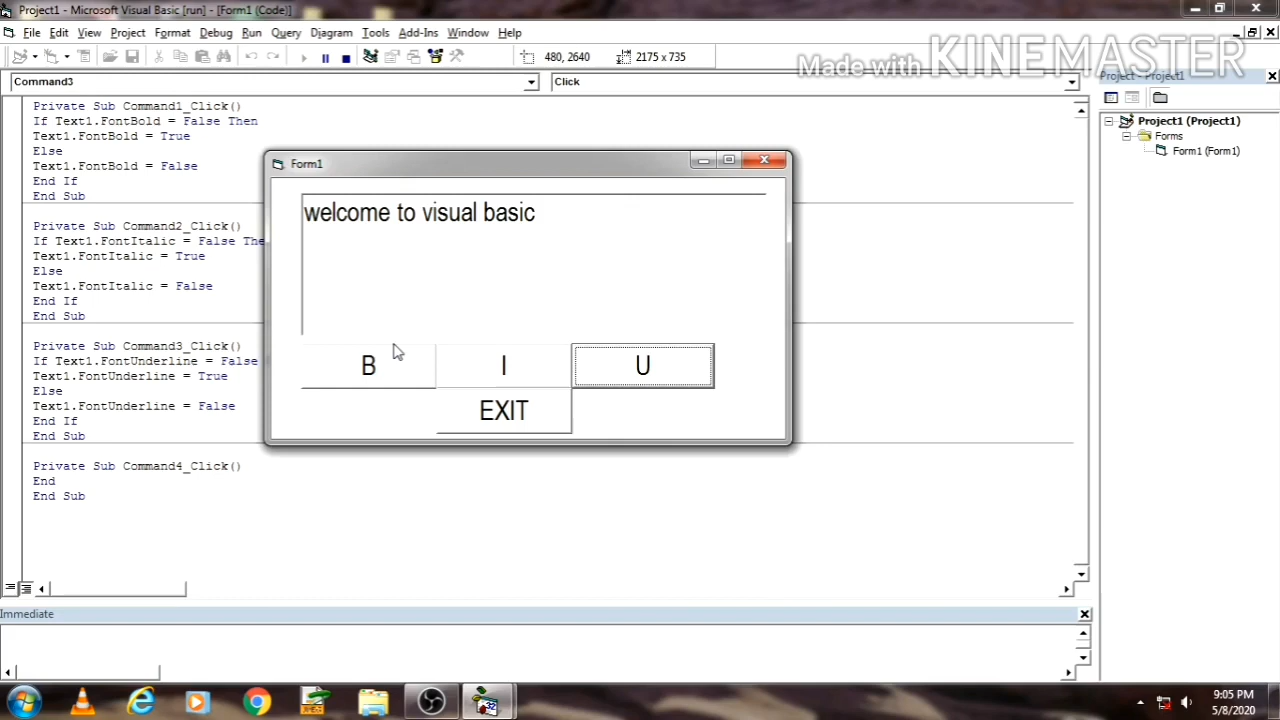 Project1 - Microsoft Visual Basic [run] - [Form1 (Code)]
File Edit View Project Format Debug Run Query Diagram Tools Add-Ins Window Help
480, 2640 2175 x 735
Made with KINEMASTER
Command3 Click
Project - Project1
Private Sub Command1_Click()
If Text1.FontBold = False Then
Text1.FontBold = True
Else
Text1.FontBold = False
End If
End Sub
Private Sub Command2_Click()
If Text1.FontItalic = False The
Text1.FontItalic = True
Else
Text1.FontItalic = False
End If
End Sub
Private Sub Command3_Click()
If Text1.FontUnderline = False
Text1.FontUnderline = True
Else
Text1.FontUnderline = False
End If
End Sub
Private Sub Command4_Click()
End
End Sub
Form1
welcome to visual basic
B I U
EXIT
Project1 (Project1)
Forms
Form1 (Form1)
Immediate
9:05 PM
5/8/2020